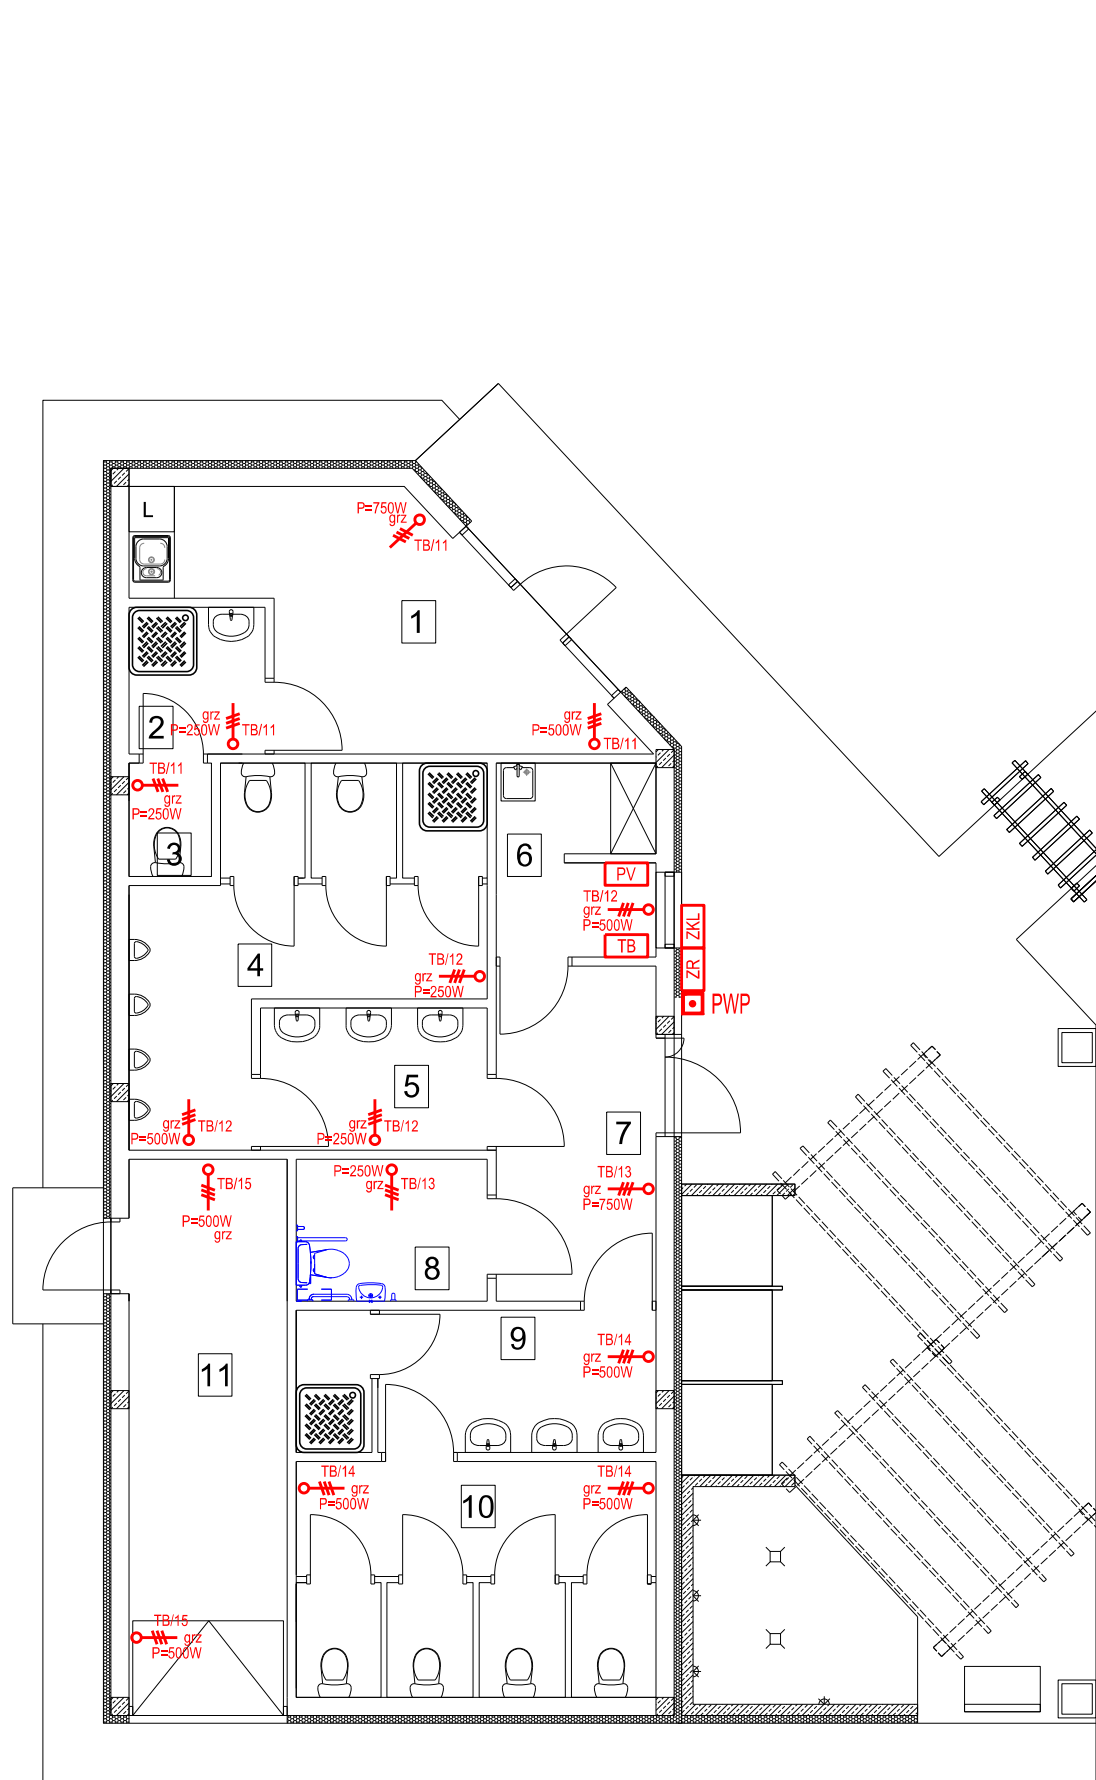 L
P=750W
grz
TB/11
1
grz
P=250W
TB/11
2
grz
P=500W
TB/11
TB/11
grz
P=250W
3
6
PV
TB/12
grz
P=500W
TB
ZKL
ZR
PWP
4
TB/12
grz
P=250W
5
7
grz
P=500W
TB/12
grz
P=250W
TB/12
TB/13
grz
P=750W
P=250W
grz
TB/13
TB/15
P=500W
grz
8
9
TB/14
grz
P=500W
11
TB/14
grz
P=500W
10
TB/14
grz
P=500W
TB/15
grz
P=500W